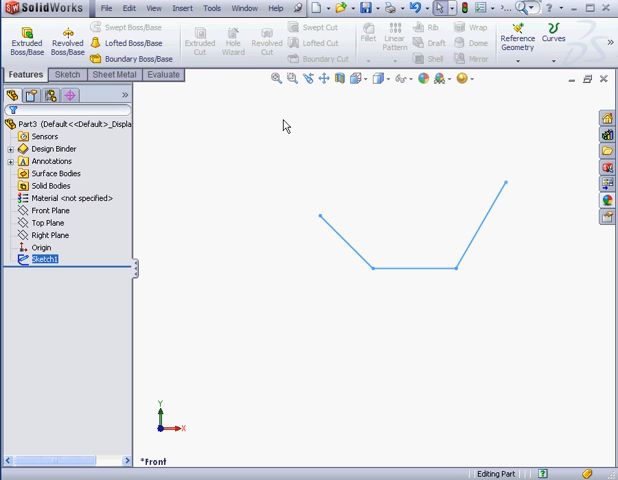 SolidWorks File Edit View Insert Tools Window Help
Extruded Boss/Base
Revolved Boss/Base
Swept Boss/Base
Lofted Boss/Base
Boundary Boss/Base
Extruded Cut
Hole Wizard
Revolved Cut
Swept Cut
Lofted Cut
Boundary Cut
Fillet
Linear Pattern
Rib
Draft
Shell
Wrap
Dome
Mirror
Reference Geometry
Curves
Features Sketch Sheet Metal Evaluate
Part3 (Default<<Default>_Displa
Sensors
Design Binder
Annotations
Surface Bodies
Solid Bodies
Material <not specified>
Front Plane
Top Plane
Right Plane
Origin
Sketch1
Y
X
*Front
Editing Part